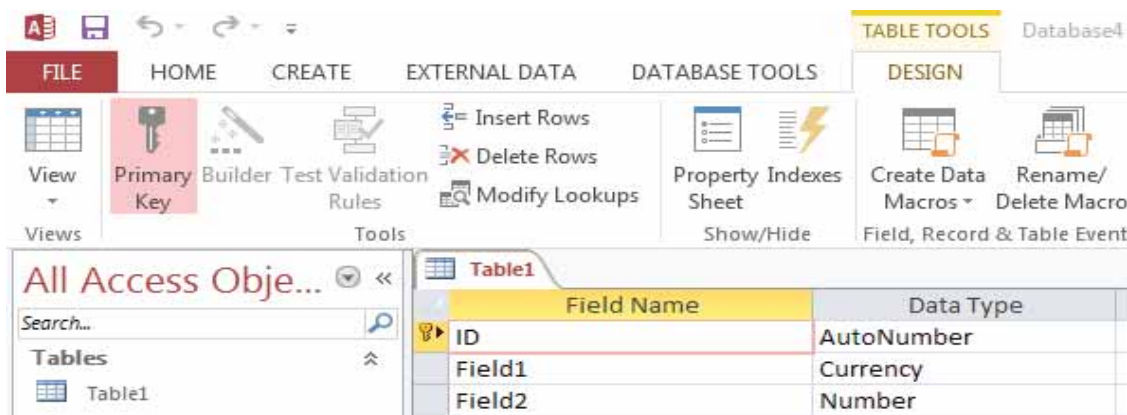 TABLE TOOLS Database4
FILE HOME CREATE EXTERNAL DATA DATABASE TOOLS DESIGN
View
Primary Key
Builder
Test Validation Rules
Insert Rows
Delete Rows
Modify Lookups
Property Sheet
Indexes
Create Data Macros
Rename/ Delete Macro
Views Tools Show/Hide Field, Record & Table Event
All Access Obje...
Search...
Tables
Table1
Table1
Field Name Data Type
ID AutoNumber
Field1 Currency
Field2 Number